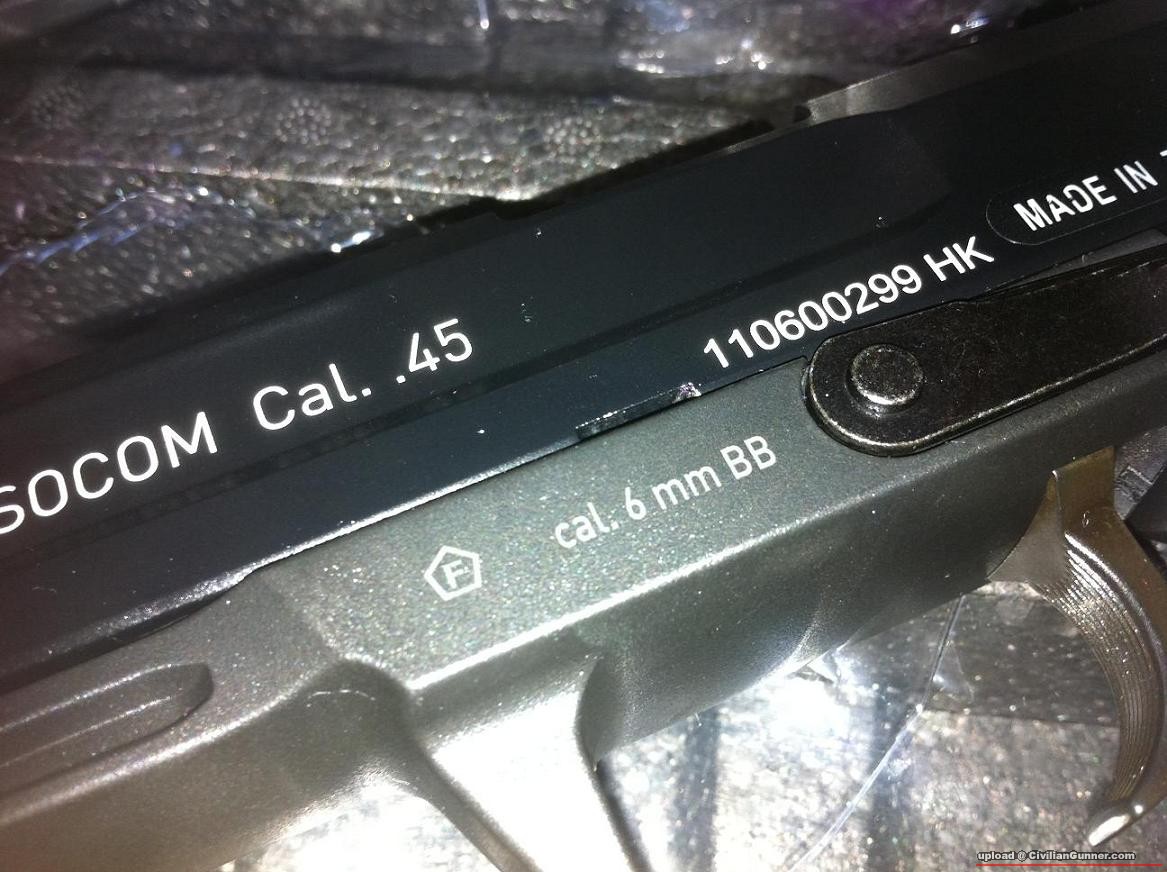 SOCOM Cal. .45
110600299 HK
MADE IN
F
cal. 6 mm BB
upload @ CivilianGunner.com